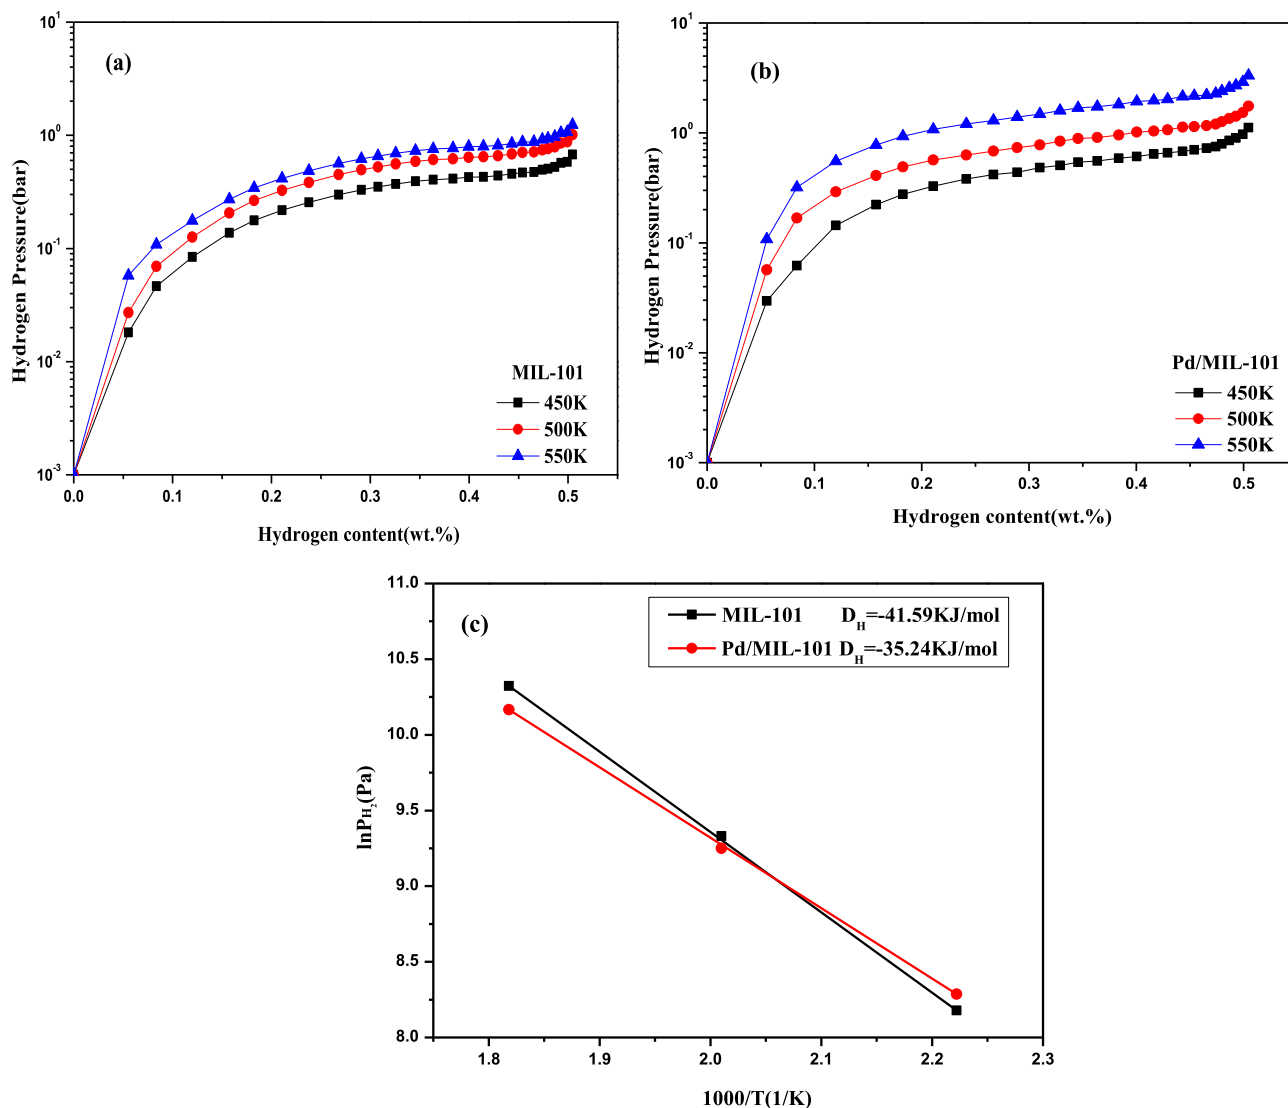 (a)
10¹
10⁰
10⁻¹
10⁻²
10⁻³
Hydrogen Pressure(bar)
MIL-101
450K
500K
550K
0.0 0.1 0.2 0.3 0.4 0.5
Hydrogen content(wt.%)
(b)
10¹
10⁰
10⁻¹
10⁻²
10⁻³
Hydrogen Pressure(bar)
Pd/MIL-101
450K
500K
550K
0.0 0.1 0.2 0.3 0.4 0.5
Hydrogen content(wt.%)
(c)
MIL-101 D_H=-41.59KJ/mol
Pd/MIL-101 D_H=-35.24KJ/mol
11.0
10.5
10.0
9.5
9.0
8.5
8.0
lnP_H₂(Pa)
1.8 1.9 2.0 2.1 2.2 2.3
1000/T(1/K)